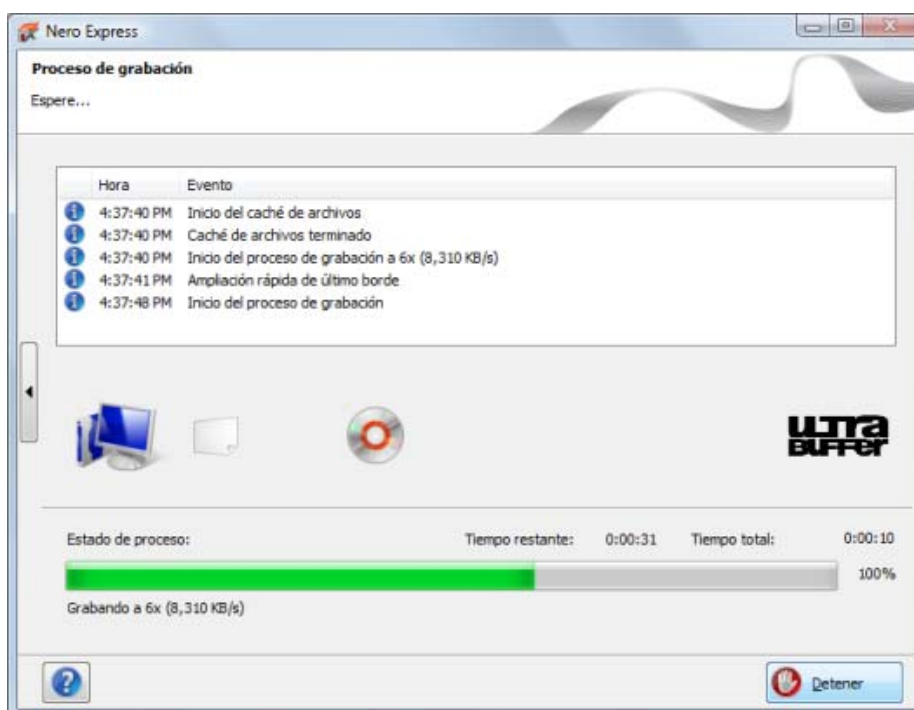 Nero Express
Proceso de grabación
Espere...
Hora Evento
4:37:40 PM Inicio del caché de archivos
4:37:40 PM Caché de archivos terminado
4:37:40 PM Inicio del proceso de grabación a 6x (8,310 KB/s)
4:37:41 PM Ampliación rápida de último borde
4:37:48 PM Inicio del proceso de grabación
ULTRA
BUFFER
Estado de proceso: Tiempo restante: 0:00:31 Tiempo total: 0:00:10
100%
Grabando a 6x (8,310 KB/s)
? Detener